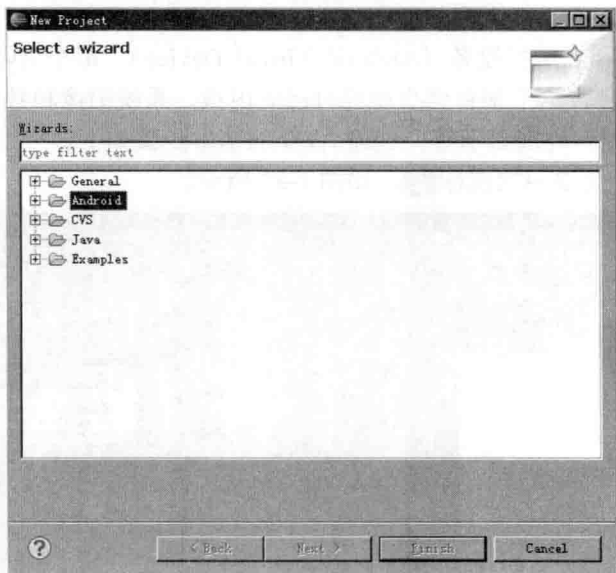 New Project
Select a wizard
Wizards:
type filter text
General
Android
CVS
Java
Examples
< Back
Next >
Finish
Cancel